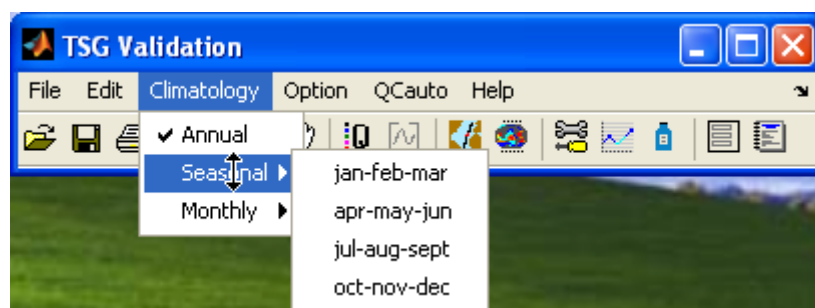 TSG Validation
File Edit Climatology Option QCauto Help
Annual
Seasonal
Monthly
jan-feb-mar
apr-may-jun
jul-aug-sept
oct-nov-dec